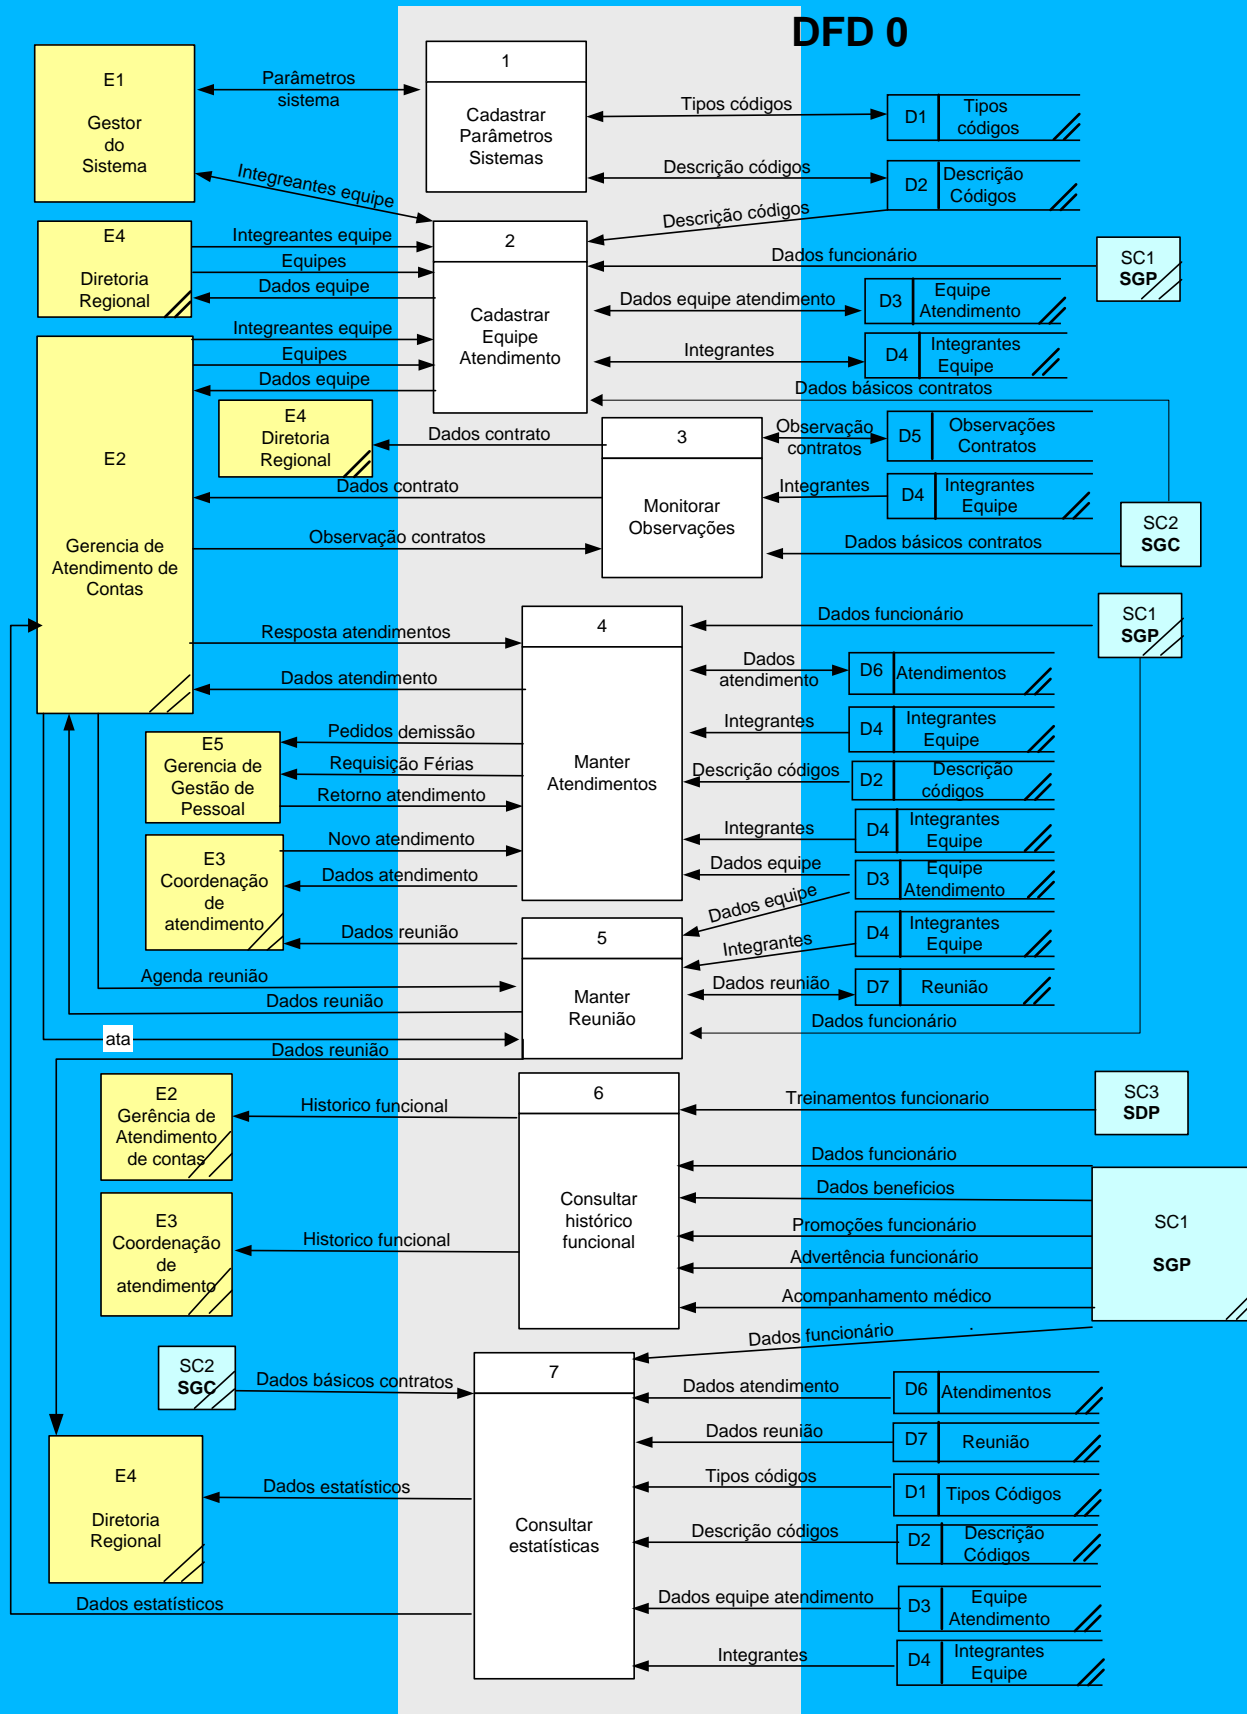 DFD 0
E1
Gestor
do
Sistema
Parâmetros
sistema
1
Cadastrar
Parâmetros
Sistemas
Tipos códigos
D1
Tipos
códigos
Descrição códigos
D2
Descrição
Códigos
Integreantes equipe
Descrição códigos
E4
Diretoria
Regional
Integreantes equipe
Equipes
Dados equipe
2
Cadastrar
Equipe
Atendimento
Dados funcionário
SC1
SGP
Dados equipe atendimento
D3
Equipe
Atendimento
Integrantes
D4
Integrantes
Equipe
Integreantes equipe
Equipes
Dados equipe
Dados básicos contratos
E2
Gerencia de
Atendimento de
Contas
E4
Diretoria
Regional
Dados contrato
3
Monitorar
Observações
Observação
contratos
D5
Observações
Contratos
Dados contrato
Integrantes
D4
Integrantes
Equipe
Observação contratos
Dados básicos contratos
SC2
SGC
Resposta atendimentos
4
Manter
Atendimentos
Dados funcionário
SC1
SGP
Dados atendimento
Dados
atendimento
D6
Atendimentos
E5
Gerencia de
Gestão de
Pessoal
Pedidos demissão
Requisição Férias
Retorno atendimento
Integrantes
D4
Integrantes
Equipe
Descrição códigos
D2
Descrição
códigos
E3
Coordenação
de
atendimento
Novo atendimento
Dados atendimento
Integrantes
D4
Integrantes
Equipe
Dados equipe
D3
Equipe
Atendimento
Dados equipe
Dados reunião
5
Manter
Reunião
Integrantes
D4
Integrantes
Equipe
Agenda reunião
Dados reunião
Dados reunião
D7
Reunião
Dados funcionário
ata
Dados reunião
E2
Gerência de
Atendimento
de contas
Historico funcional
6
Consultar
histórico
funcional
Treinamentos funcionario
SC3
SDP
Dados funcionário
Dados beneficios
Promoções funcionário
Advertência funcionário
Acompanhamento médico
SC1
SGP
E3
Coordenação
de
atendimento
Historico funcional
Dados funcionário
SC2
SGC
Dados básicos contratos
7
Consultar
estatísticas
Dados atendimento
D6
Atendimentos
Dados reunião
D7
Reunião
E4
Diretoria
Regional
Dados estatísticos
Tipos códigos
D1
Tipos Códigos
Descrição códigos
D2
Descrição
Códigos
Dados estatísticos
Dados equipe atendimento
D3
Equipe
Atendimento
Integrantes
D4
Integrantes
Equipe